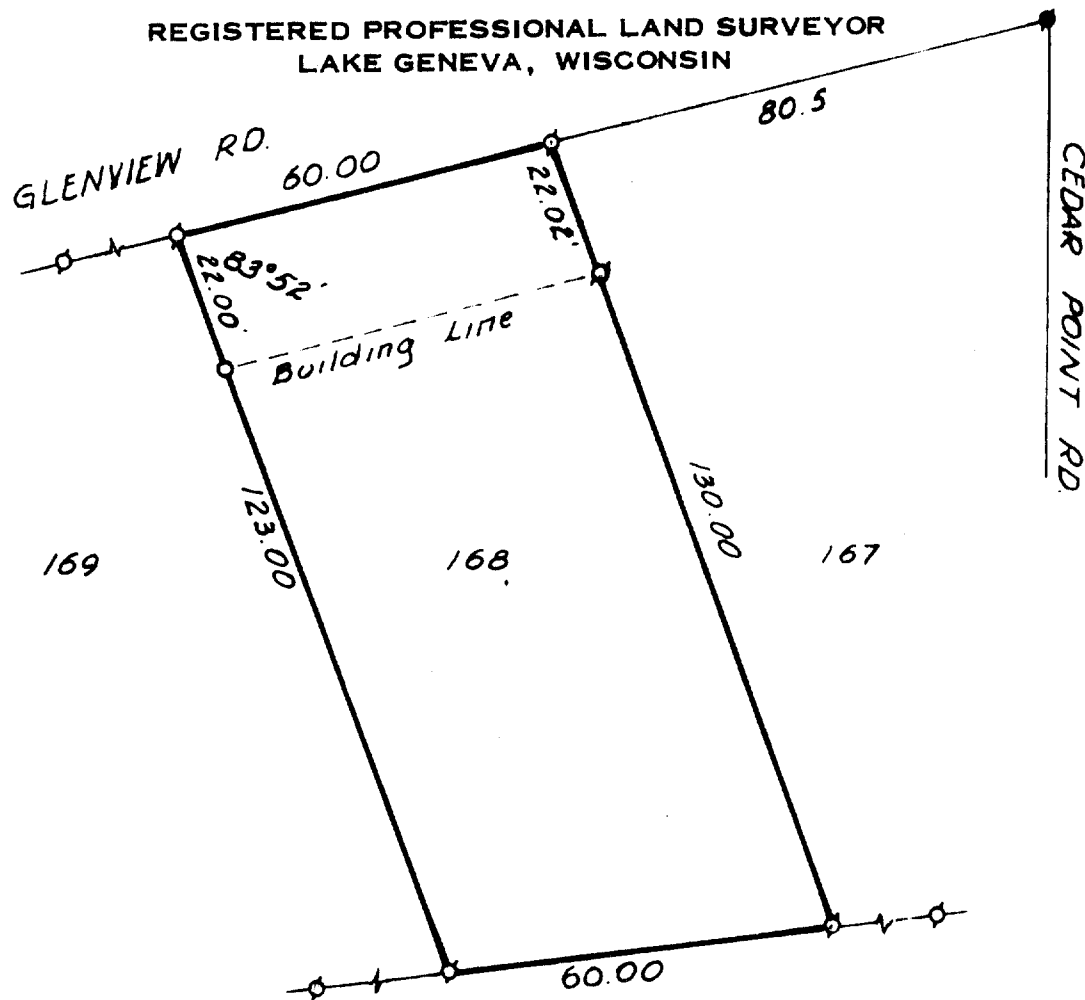 REGISTERED PROFESSIONAL LAND SURVEYOR
LAKE GENEVA, WISCONSIN
80.5
GLENVIEW RD.
60.00
22.02'
CEDAR POINT RD.
83°52'
22.00'
Building Line
123.00
130.00
169
168
167
60.00